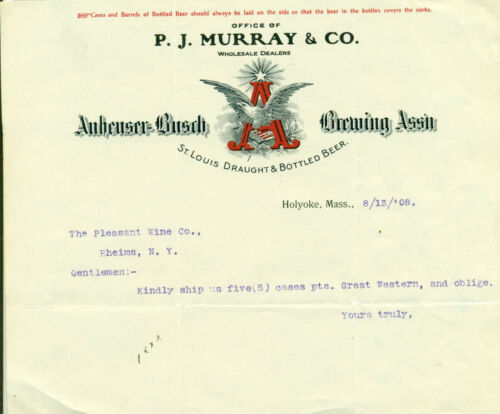 Cases and Barrels of Bottled Beer should always be laid on the side so that the beer in the bottles covers the corks.
OFFICE OF
P. J. MURRAY & CO.
WHOLESALE DEALERS
Anheuser-Busch Brewing Ass'n
ST. LOUIS DRAUGHT & BOTTLED BEER.
Holyoke, Mass., 8/13/'08.
The Pleasant Wine Co.,
Rheims, N. Y.
Gentlemen:-
Kindly ship us five(5) cases pts. Great Western, and oblige,
Yours truly,